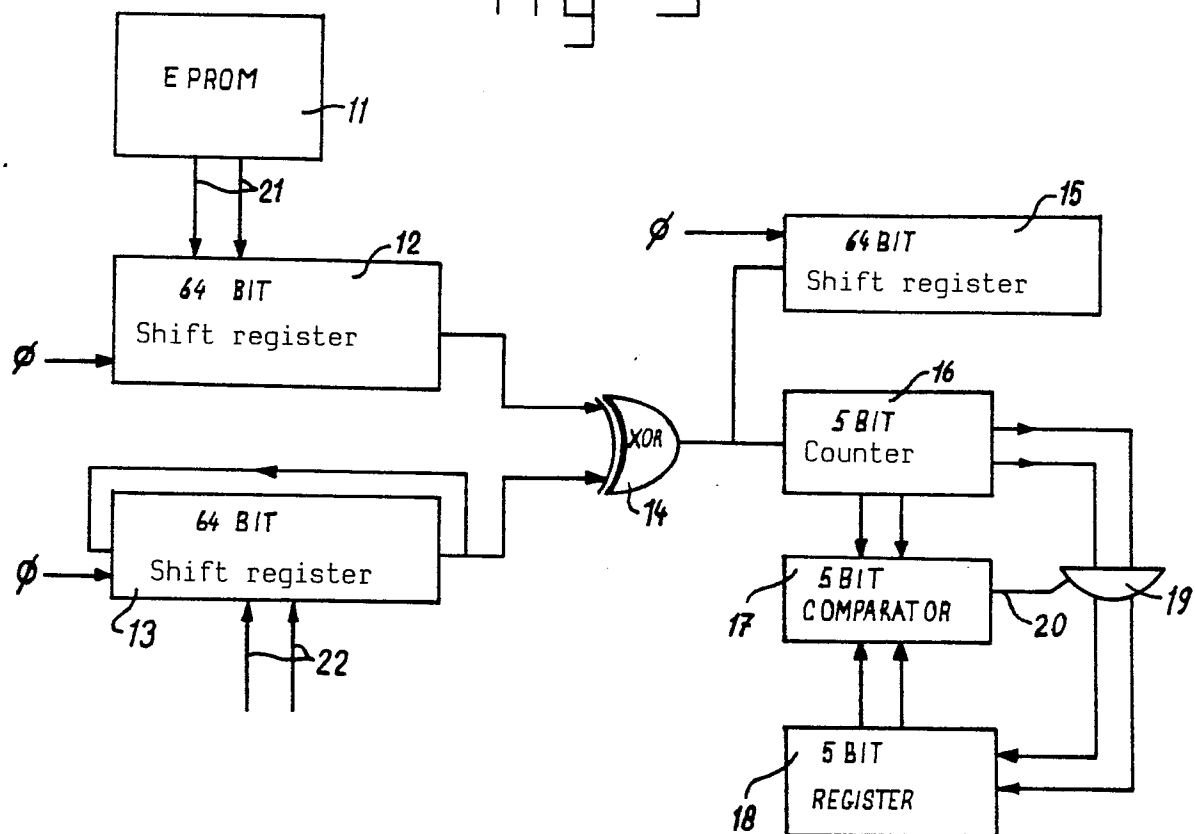 EPROM
11
21
12
64 BIT
Shift register
Ø
64 BIT
Shift register
Ø
13
22
XOR
14
Ø
15
64 BIT
Shift register
16
5 BIT
Counter
17
5 BIT
COMPARATOR
20
19
18
5 BIT
REGISTER